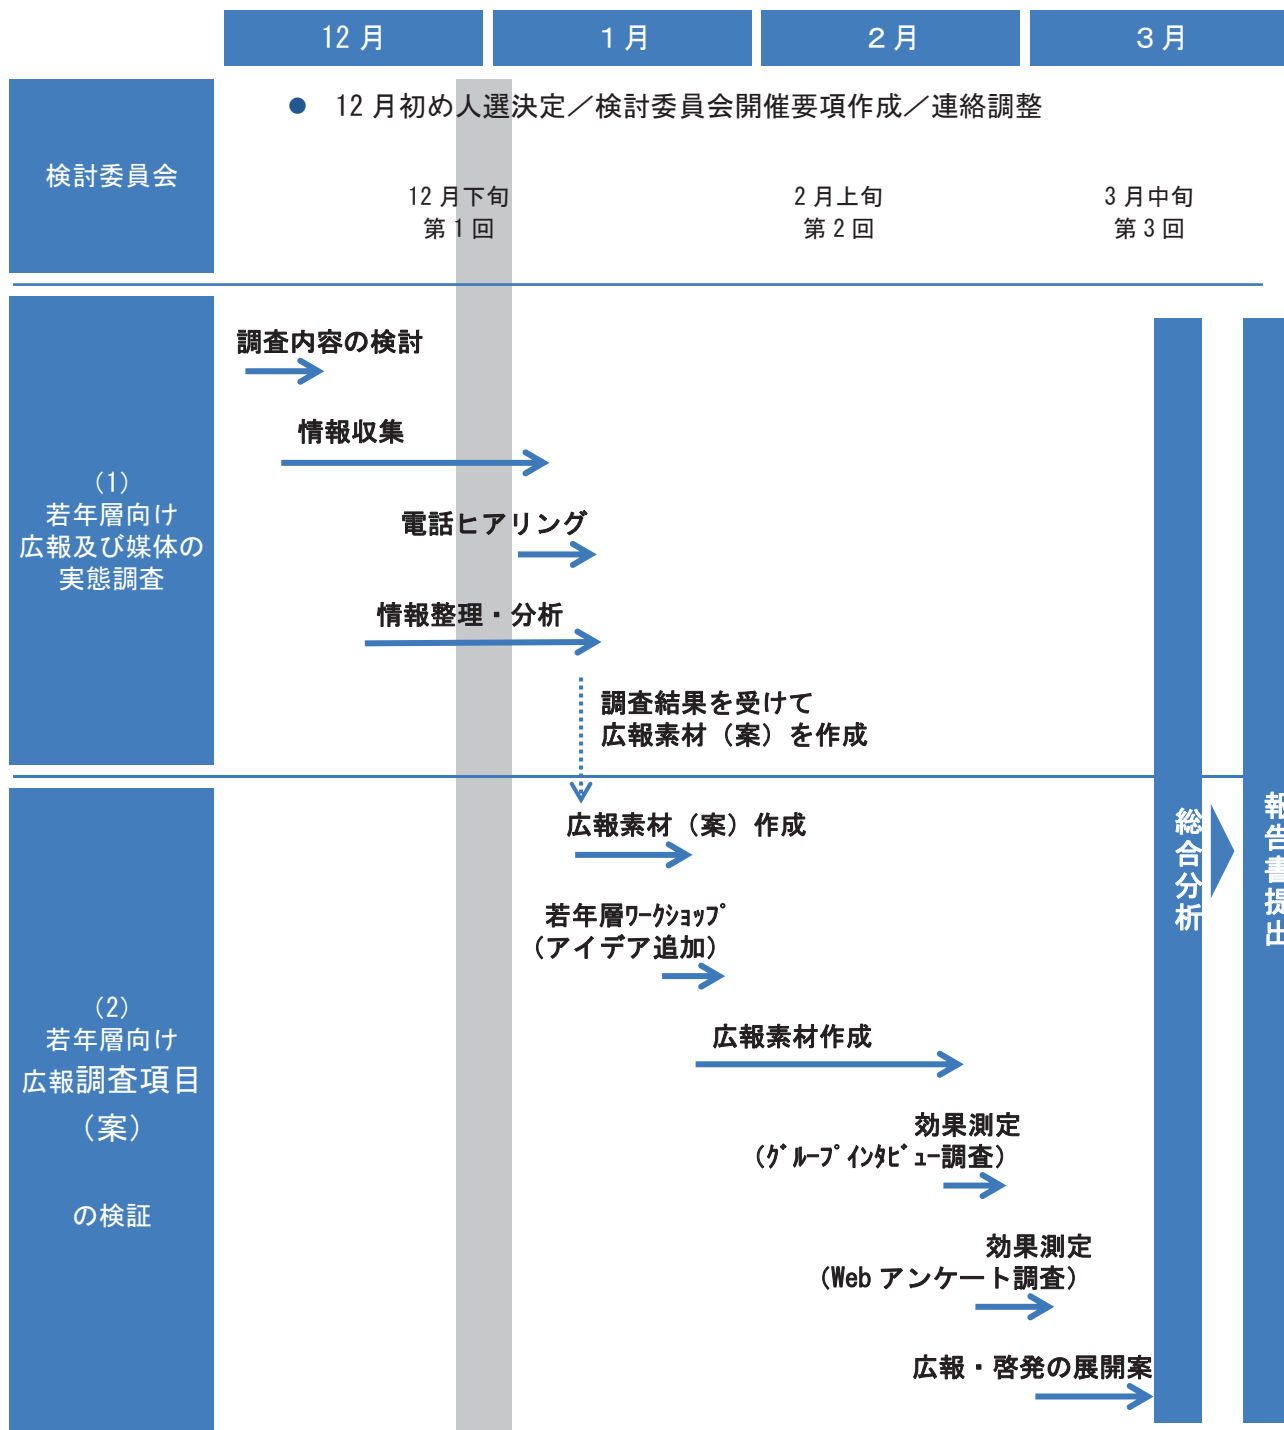 12 月
1 月
2 月
3 月
検討委員会
● 12 月初め人選決定／検討委員会開催要項作成／連絡調整
12 月下旬
第 1 回
2 月上旬
第 2 回
3 月中旬
第 3 回
(1)
若年層向け
広報及び媒体の
実態調査
調査内容の検討
情報収集
電話ヒアリング
情報整理・分析
調査結果を受けて
広報素材（案）を作成
(2)
若年層向け
広報調査項目
（案）
の検証
広報素材（案）作成
若年層ﾜｰｸｼｮｯﾌﾟ
（アイデア追加）
広報素材作成
効果測定
（ｸﾞﾙｰﾌﾟｲﾝﾀﾋﾞｭｰ調査）
効果測定
（Web アンケート調査）
広報・啓発の展開案
総合分析
報告書提出